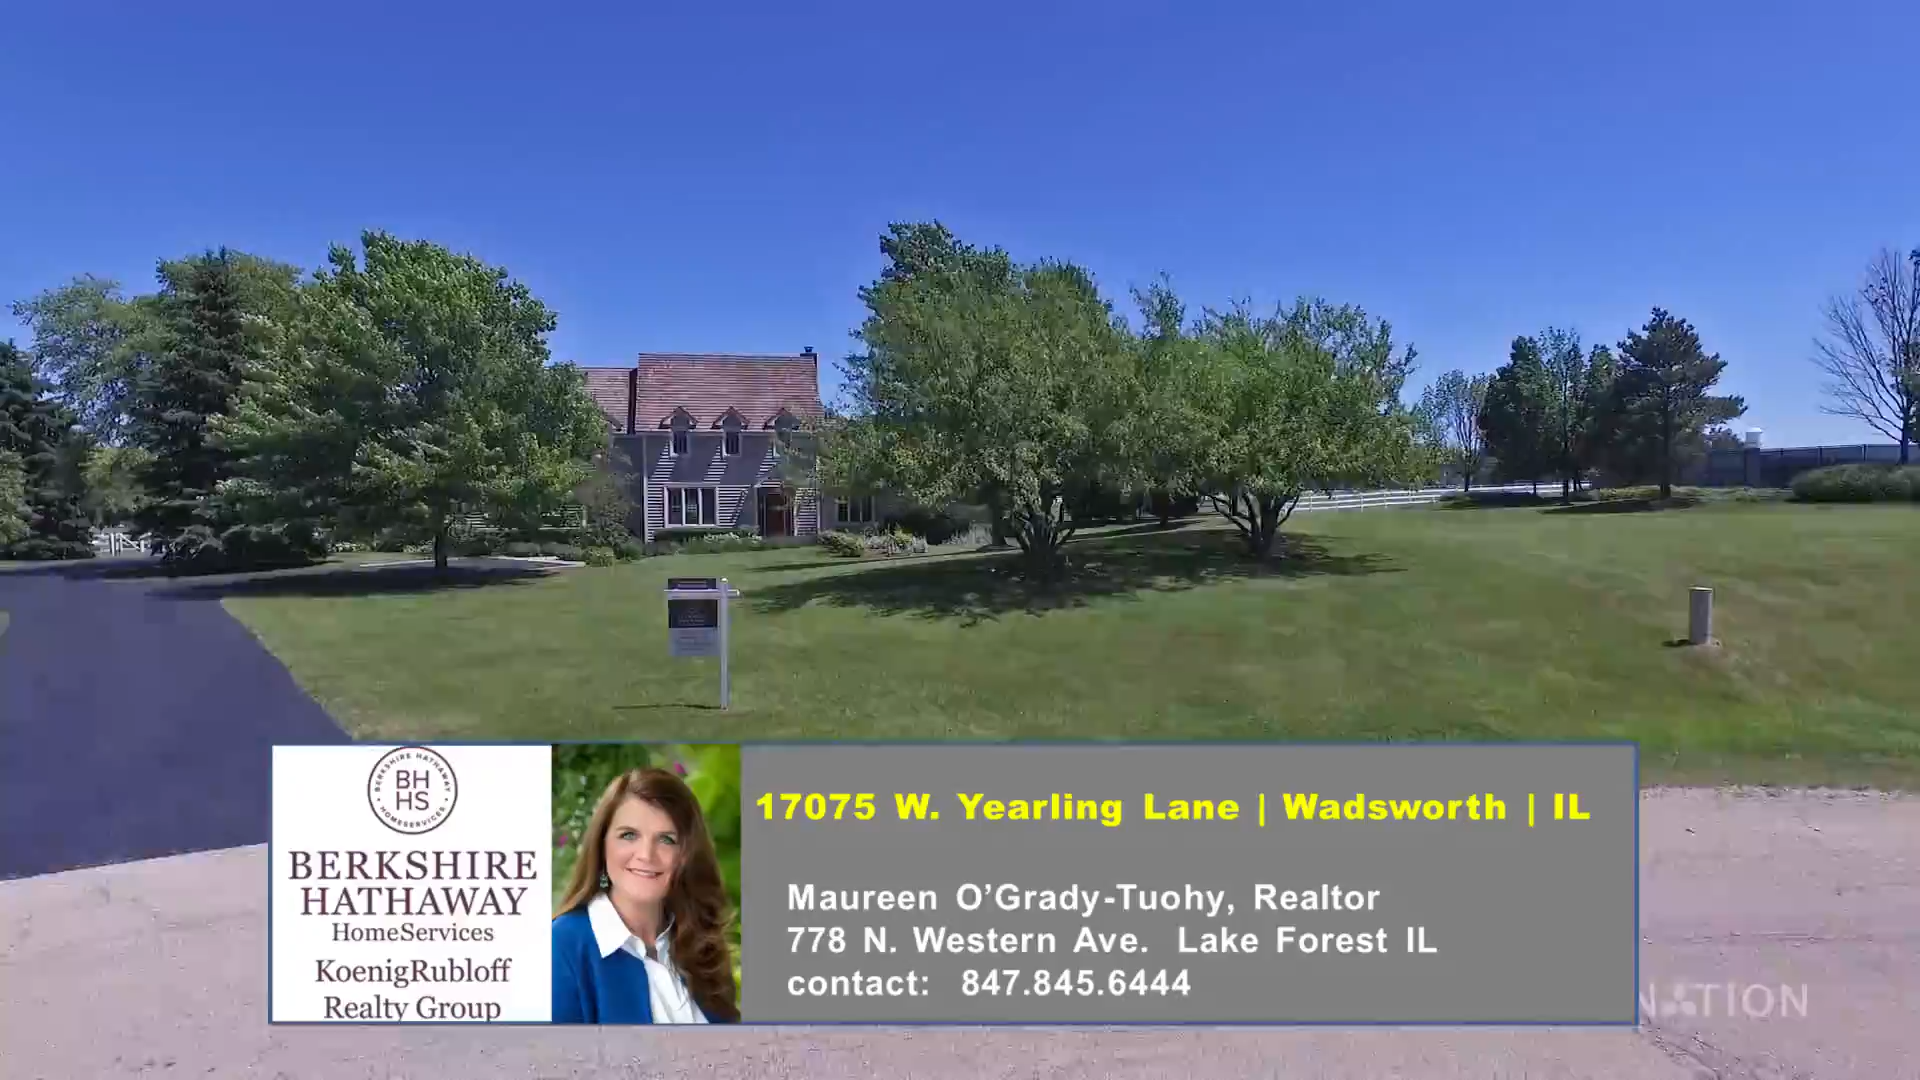 BERKSHIRE HATHAWAY
HOMESERVICES
BH
HS
BERKSHIRE
HATHAWAY
HomeServices
KoenigRubloff
Realty Group
17075 W. Yearling Lane | Wadsworth | IL
Maureen O’Grady-Tuohy, Realtor
778 N. Western Ave. Lake Forest IL
contact: 847.845.6444
NATION